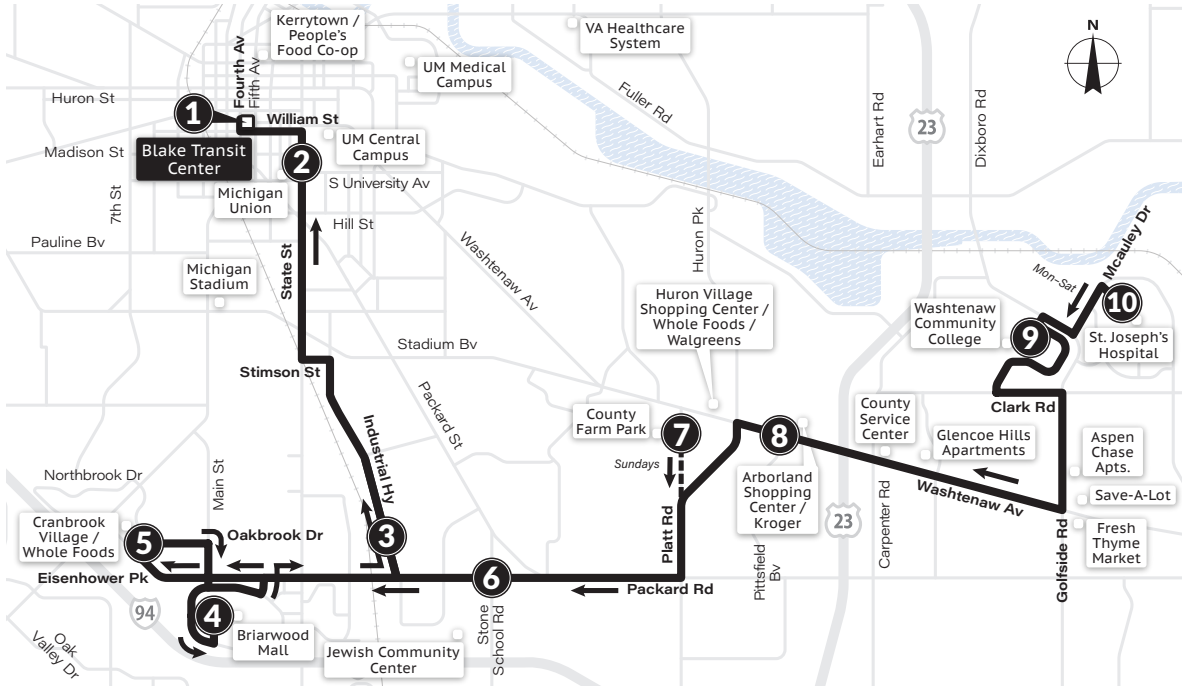 Kerrytown /
People's
Food Co-op
VA Healthcare
System
N
UM Medical
Campus
Fourth Av
Fifth Av
Huron St
Fuller Rd
Earhart Rd
23
Dixboro Rd
1
William St
Madison St
Blake Transit
Center
2
UM Central
Campus
S University Av
7th St
Michigan
Union
Hill St
Pauline Bv
Washtenaw Av
Huron Pk
Mcauley Dr
Michigan
Stadium
State St
Mon-Sat
Huron Village
Shopping Center /
Whole Foods /
Walgreens
Washtenaw
Community
College
9
10
St. Joseph's
Hospital
Stadium Bv
Stimson St
Packard St
Clark Rd
County
Farm Park
7
8
County
Service
Center
Glencoe Hills
Apartments
Aspen
Chase
Apts.
Industrial Hy
Sundays
Northbrook Dr
Main St
Arborland
Shopping
Center /
Kroger
Washtenaw Av
Save-A-Lot
Cranbrook
Village /
Whole Foods
5
Oakbrook Dr
3
Platt Rd
23
Carpenter Rd
Fresh
Thyme
Market
Golfside Rd
Eisenhower Pk
6
Packard Rd
Pittsfield
Bv
94
4
Briarwood
Mall
Jewish Community
Center
Stone
School Rd
Oak
Valley Dr